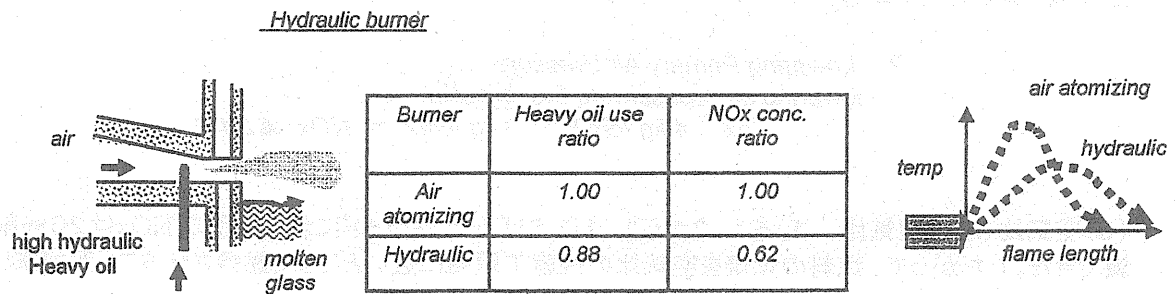 Hydraulic burner
air
high hydraulic
Heavy oil
molten
glass
Burner Heavy oil use NOx conc.
ratio ratio
Air 1.00 1.00
atomizing
Hydraulic 0.88 0.62
air atomizing
hydraulic
temp
flame length